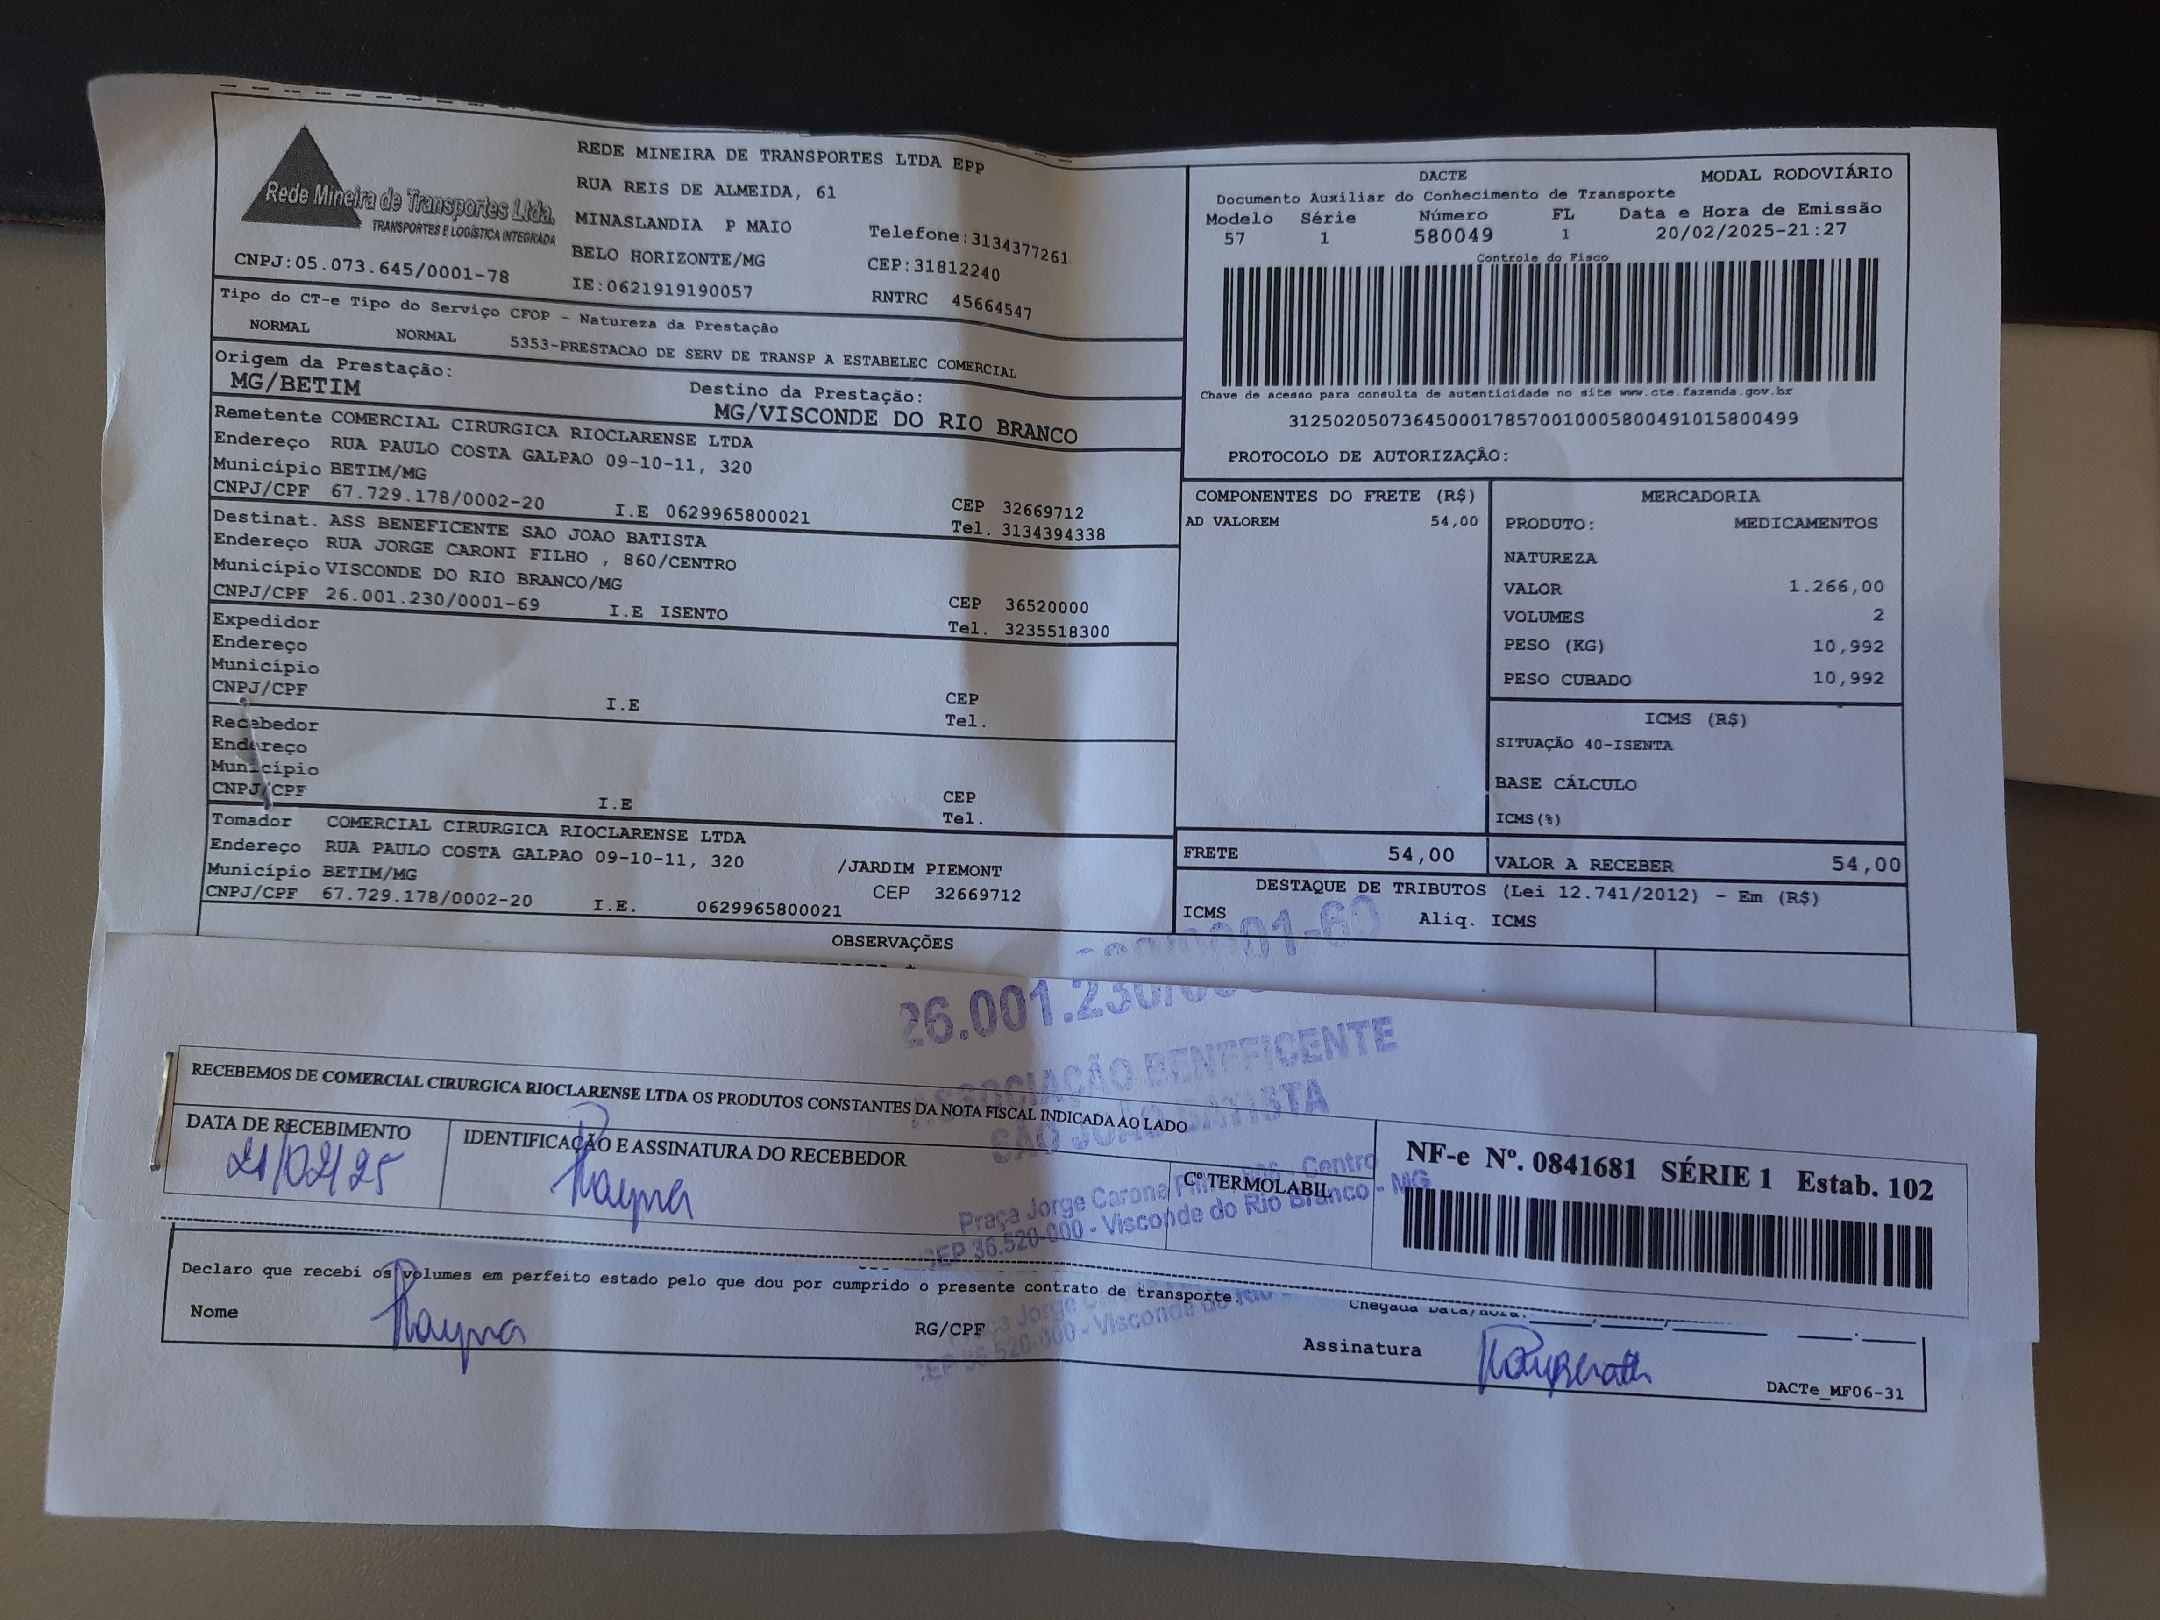 Rede Mineira de Transportes Ltda.
TRANSPORTES E LOGÍSTICA INTEGRADA
CNPJ:05.073.645/0001-78
REDE MINEIRA DE TRANSPORTES LTDA EPP
RUA REIS DE ALMEIDA, 61
MINASLANDIA P MAIO Telefone:3134377261
BELO HORIZONTE/MG CEP:31812240
IE:0621919190057 RNTRC 45664547
DACTE MODAL RODOVIÁRIO
Documento Auxiliar do Conhecimento de Transporte
Modelo Série Número FL Data e Hora de Emissão
57 1 580049 1 20/02/2025-21:27
Controle do Fisco
Chave de acesso para consulta de autenticidade no site www.cte.fazenda.gov.br
31250205073645000178570010005800491015800499
PROTOCOLO DE AUTORIZAÇÃO:
Tipo do CT-e Tipo do Serviço CFOP - Natureza da Prestação
NORMAL NORMAL 5353-PRESTACAO DE SERV DE TRANSP A ESTABELEC COMERCIAL
Origem da Prestação: Destino da Prestação:
MG/BETIM MG/VISCONDE DO RIO BRANCO
Remetente COMERCIAL CIRURGICA RIOCLARENSE LTDA
Endereço RUA PAULO COSTA GALPAO 09-10-11, 320
Município BETIM/MG CEP 32669712
CNPJ/CPF 67.729.178/0002-20 I.E 0629965800021 Tel. 3134394338
Destinat. ASS BENEFICENTE SAO JOAO BATISTA
Endereço RUA JORGE CARONI FILHO , 860/CENTRO
Município VISCONDE DO RIO BRANCO/MG CEP 36520000
CNPJ/CPF 26.001.230/0001-69 I.E ISENTO Tel. 3235518300
Expedidor
Endereço
Município CEP
CNPJ/CPF I.E Tel.
Recebedor
Endereço
Município CEP
CNPJ/CPF I.E Tel.
Tomador COMERCIAL CIRURGICA RIOCLARENSE LTDA
Endereço RUA PAULO COSTA GALPAO 09-10-11, 320 /JARDIM PIEMONT
Município BETIM/MG CEP 32669712
CNPJ/CPF 67.729.178/0002-20 I.E. 0629965800021
COMPONENTES DO FRETE (R$)
AD VALOREM 54,00
MERCADORIA
PRODUTO: MEDICAMENTOS
NATUREZA
VALOR 1.266,00
VOLUMES 2
PESO (KG) 10,992
PESO CUBADO 10,992
ICMS (R$)
SITUAÇÃO 40-ISENTA
BASE CÁLCULO
ICMS(%)
FRETE 54,00 VALOR A RECEBER 54,00
DESTAQUE DE TRIBUTOS (Lei 12.741/2012) - Em (R$)
ICMS Aliq. ICMS
OBSERVAÇÕES
26.001.230/
ASSOCIAÇÃO BENEFICENTE
SÃO JOÃO BATISTA
Praça Jorge Carone - Centro
CEP 36.520-000 - Visconde do Rio Branco - MG
RECEBEMOS DE COMERCIAL CIRURGICA RIOCLARENSE LTDA OS PRODUTOS CONSTANTES DA NOTA FISCAL INDICADA AO LADO
DATA DE RECEBIMENTO IDENTIFICAÇÃO E ASSINATURA DO RECEBEDOR
21/02/25 Rayna
Cº TERMOLABIL
NF-e Nº. 0841681 SÉRIE 1 Estab. 102
Declaro que recebi os volumes em perfeito estado pelo que dou por cumprido o presente contrato de transporte.
Chegada Data/Hora:
Nome Rayna RG/CPF Assinatura
DACTe_MF06-31